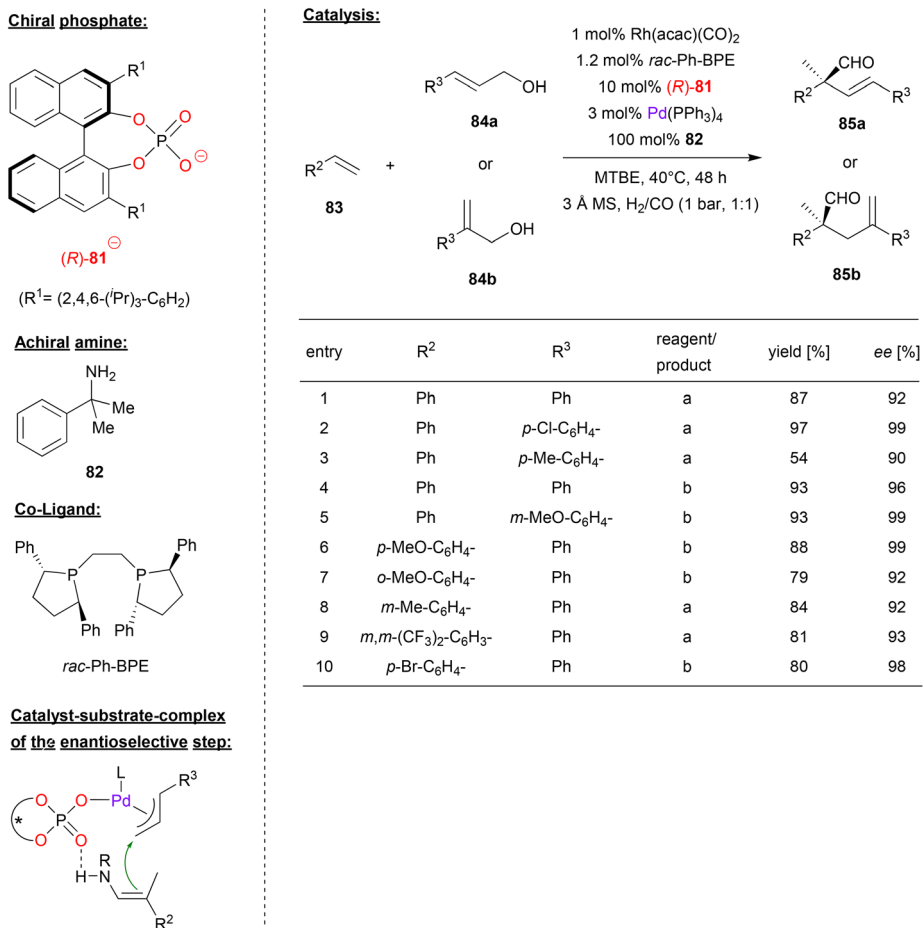 Chiral phosphate:
R¹
O
O
P
O
O
⊖
R¹
(R)-81⊖
(R¹= (2,4,6-(ⁱPr)₃-C₆H₂)
Achiral amine:
NH₂
Me
Me
82
Co-Ligand:
Ph
Ph
P
P
Ph
Ph
rac-Ph-BPE
Catalyst-substrate-complex
of the enantioselective step:
L
R³
O
O
Pd
*
P
O
O
R
H
N
R²
Catalysis:
R²
83
+
R³
OH
84a
or
R³
OH
84b
1 mol% Rh(acac)(CO)₂
1.2 mol% rac-Ph-BPE
10 mol% (R)-81
3 mol% Pd(PPh₃)₄
100 mol% 82
MTBE, 40°C, 48 h
3 Å MS, H₂/CO (1 bar, 1:1)
CHO
R²
R³
85a
or
CHO
R²
R³
85b
entry R² R³ reagent/ product yield [%] ee [%]
1 Ph Ph a 87 92
2 Ph p-Cl-C₆H₄- a 97 99
3 Ph p-Me-C₆H₄- a 54 90
4 Ph Ph b 93 96
5 Ph m-MeO-C₆H₄- b 93 99
6 p-MeO-C₆H₄- Ph b 88 99
7 o-MeO-C₆H₄- Ph b 79 92
8 m-Me-C₆H₄- Ph a 84 92
9 m,m-(CF₃)₂-C₆H₃- Ph a 81 93
10 p-Br-C₆H₄- Ph b 80 98